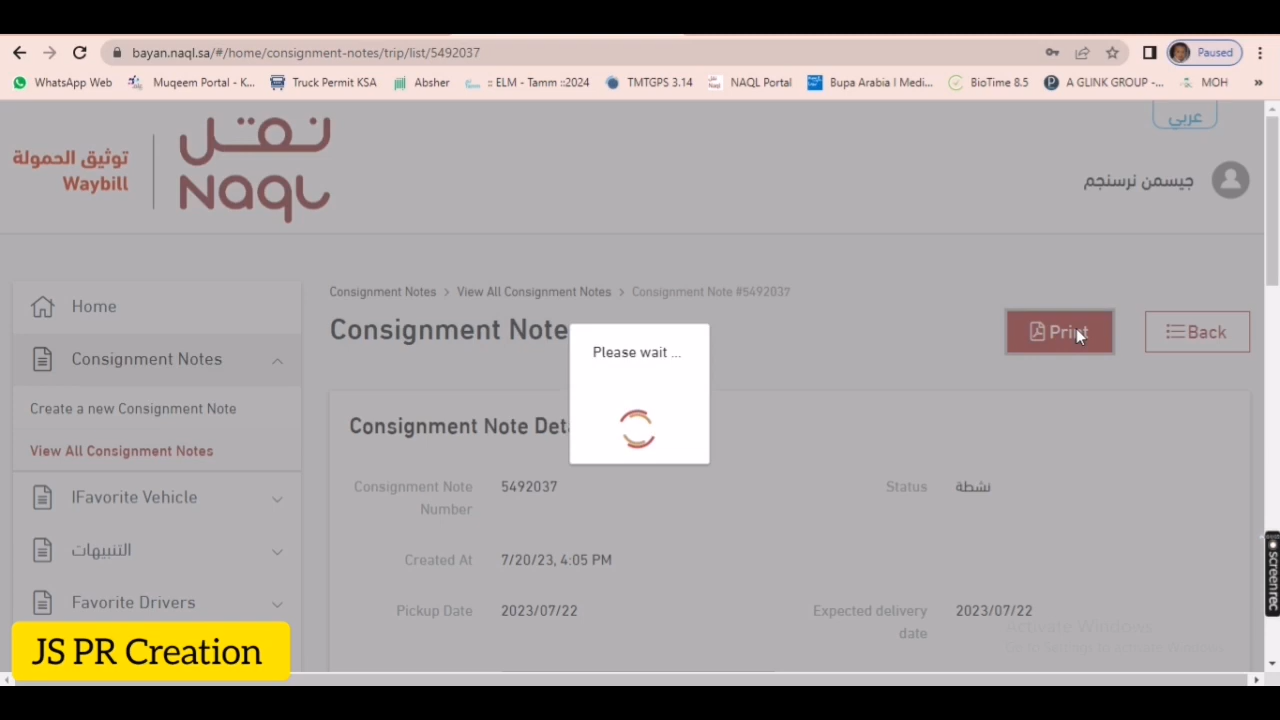 bayan.naql.sa/#/home/consignment-notes/trip/list/5492037
Paused
WhatsApp Web
Muqeem Portal - K...
Truck Permit KSA
Absher
:: ELM - Tamm ::2024
TMTGPS 3.14
NAQL Portal
Bupa Arabia I Medi...
BioTime 8.5
A GLINK GROUP -...
MOH
»
عربي
توثيق الحمولة
Waybill
نقل
Naql
جيسمن نرسنجم
Home
Consignment Notes
Create a new Consignment Note
View All Consignment Notes
IFavorite Vehicle
التنبيهات
Favorite Drivers
Consignment Notes > View All Consignment Notes > Consignment Note #5492037
Consignment Note
Print
Back
Please wait ...
Consignment Note Det
Consignment Note
Number
5492037
Status
نشطة
Created At
7/20/23, 4:05 PM
Pickup Date
2023/07/22
Expected delivery
date
2023/07/22
Activate Windows
JS PR Creation
screenrec